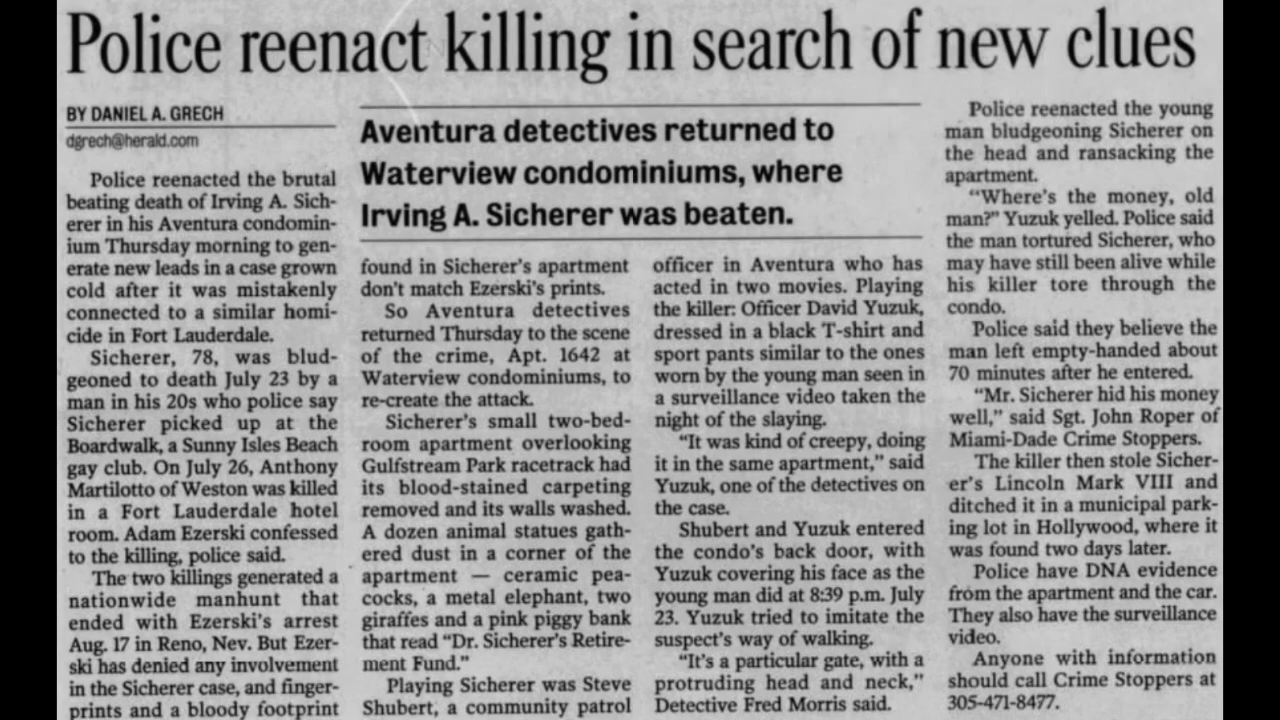 Police reenact killing in search of new clues
BY DANIEL A. GRECH
dgrech@herald.com
Police reenacted the brutal
beating death of Irving A. Sich-
erer in his Aventura condomin-
ium Thursday morning to gen-
erate new leads in a case grown
cold after it was mistakenly
connected to a similar homi-
cide in Fort Lauderdale.
Sicherer, 78, was blud-
geoned to death July 23 by a
man in his 20s who police say
Sicherer picked up at the
Boardwalk, a Sunny Isles Beach
gay club. On July 26, Anthony
Martilotto of Weston was killed
in a Fort Lauderdale hotel
room. Adam Ezerski confessed
to the killing, police said.
The two killings generated a
nationwide manhunt that
ended with Ezerski's arrest
Aug. 17 in Reno, Nev. But Ezer-
ski has denied any involvement
in the Sicherer case, and finger-
prints and a bloody footprint
Aventura detectives returned to
Waterview condominiums, where
Irving A. Sicherer was beaten.
found in Sicherer's apartment
don't match Ezerski's prints.
So Aventura detectives
returned Thursday to the scene
of the crime, Apt. 1642 at
Waterview condominiums, to
re-create the attack.
Sicherer's small two-bed-
room apartment overlooking
Gulfstream Park racetrack had
its blood-stained carpeting
removed and its walls washed.
A dozen animal statues gath-
ered dust in a corner of the
apartment — ceramic pea-
cocks, a metal elephant, two
giraffes and a pink piggy bank
that read "Dr. Sicherer's Retire-
ment Fund."
Playing Sicherer was Steve
Shubert, a community patrol
officer in Aventura who has
acted in two movies. Playing
the killer: Officer David Yuzuk,
dressed in a black T-shirt and
sport pants similar to the ones
worn by the young man seen in
a surveillance video taken the
night of the slaying.
"It was kind of creepy, doing
it in the same apartment," said
Yuzuk, one of the detectives on
the case.
Shubert and Yuzuk entered
the condo's back door, with
Yuzuk covering his face as the
young man did at 8:39 p.m. July
23. Yuzuk tried to imitate the
suspect's way of walking.
"It's a particular gate, with a
protruding head and neck,"
Detective Fred Morris said.
Police reenacted the young
man bludgeoning Sicherer on
the head and ransacking the
apartment.
"Where's the money, old
man?" Yuzuk yelled. Police said
the man tortured Sicherer, who
may have still been alive while
his killer tore through the
condo.
Police said they believe the
man left empty-handed about
70 minutes after he entered.
"Mr. Sicherer hid his money
well," said Sgt. John Roper of
Miami-Dade Crime Stoppers.
The killer then stole Sicher-
er's Lincoln Mark VIII and
ditched it in a municipal park-
ing lot in Hollywood, where it
was found two days later.
Police have DNA evidence
from the apartment and the car.
They also have the surveillance
video.
Anyone with information
should call Crime Stoppers at
305-471-8477.